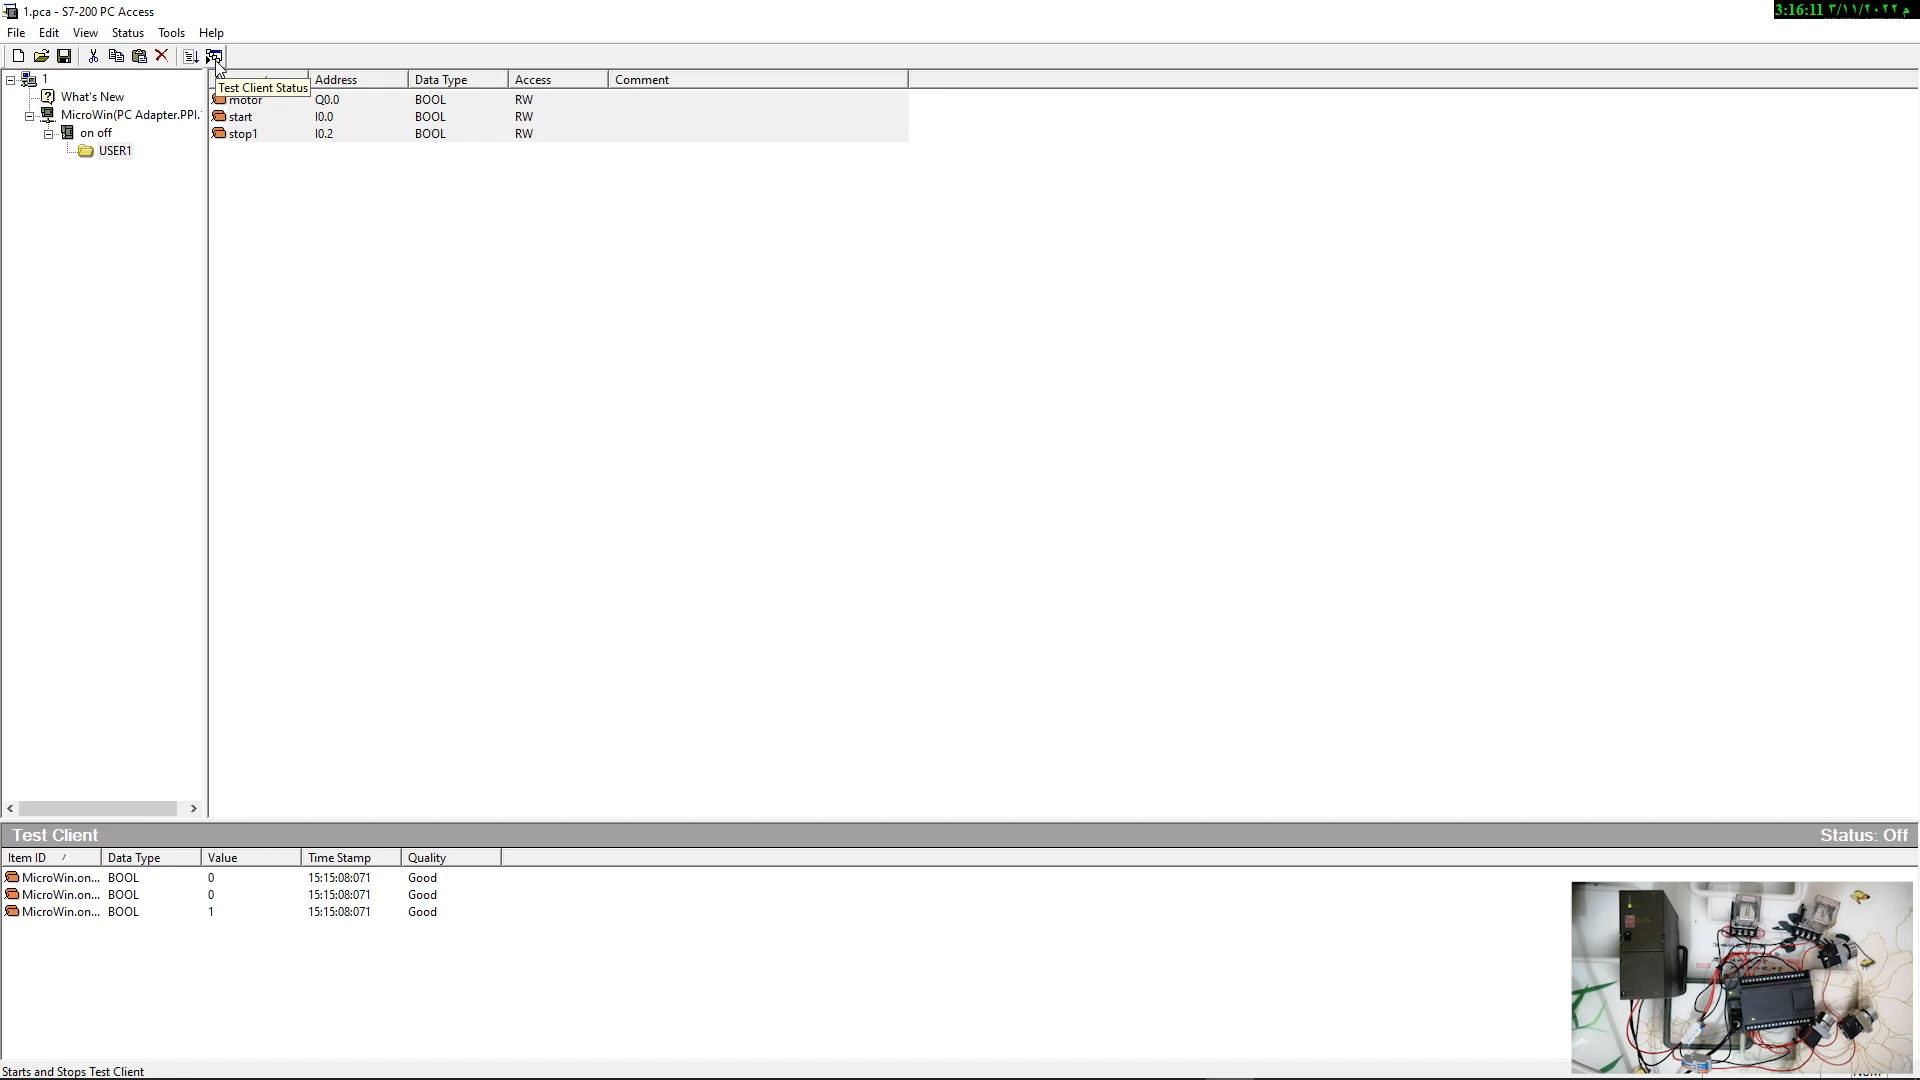 1.pca - S7-200 PC Access
3:16:11 م ٣/١١/٢٠٢٢
File Edit View Status Tools Help
Address Data Type Access Comment
Test Client Status
1
What's New
MicroWin(PC Adapter.PPI.
on off
USER1
motor Q0.0 BOOL RW
start I0.0 BOOL RW
stop1 I0.2 BOOL RW
Test Client Status: Off
Item ID Data Type Value Time Stamp Quality
MicroWin.on... BOOL 0 15:15:08:071 Good
MicroWin.on... BOOL 0 15:15:08:071 Good
MicroWin.on... BOOL 1 15:15:08:071 Good
Starts and Stops Test Client